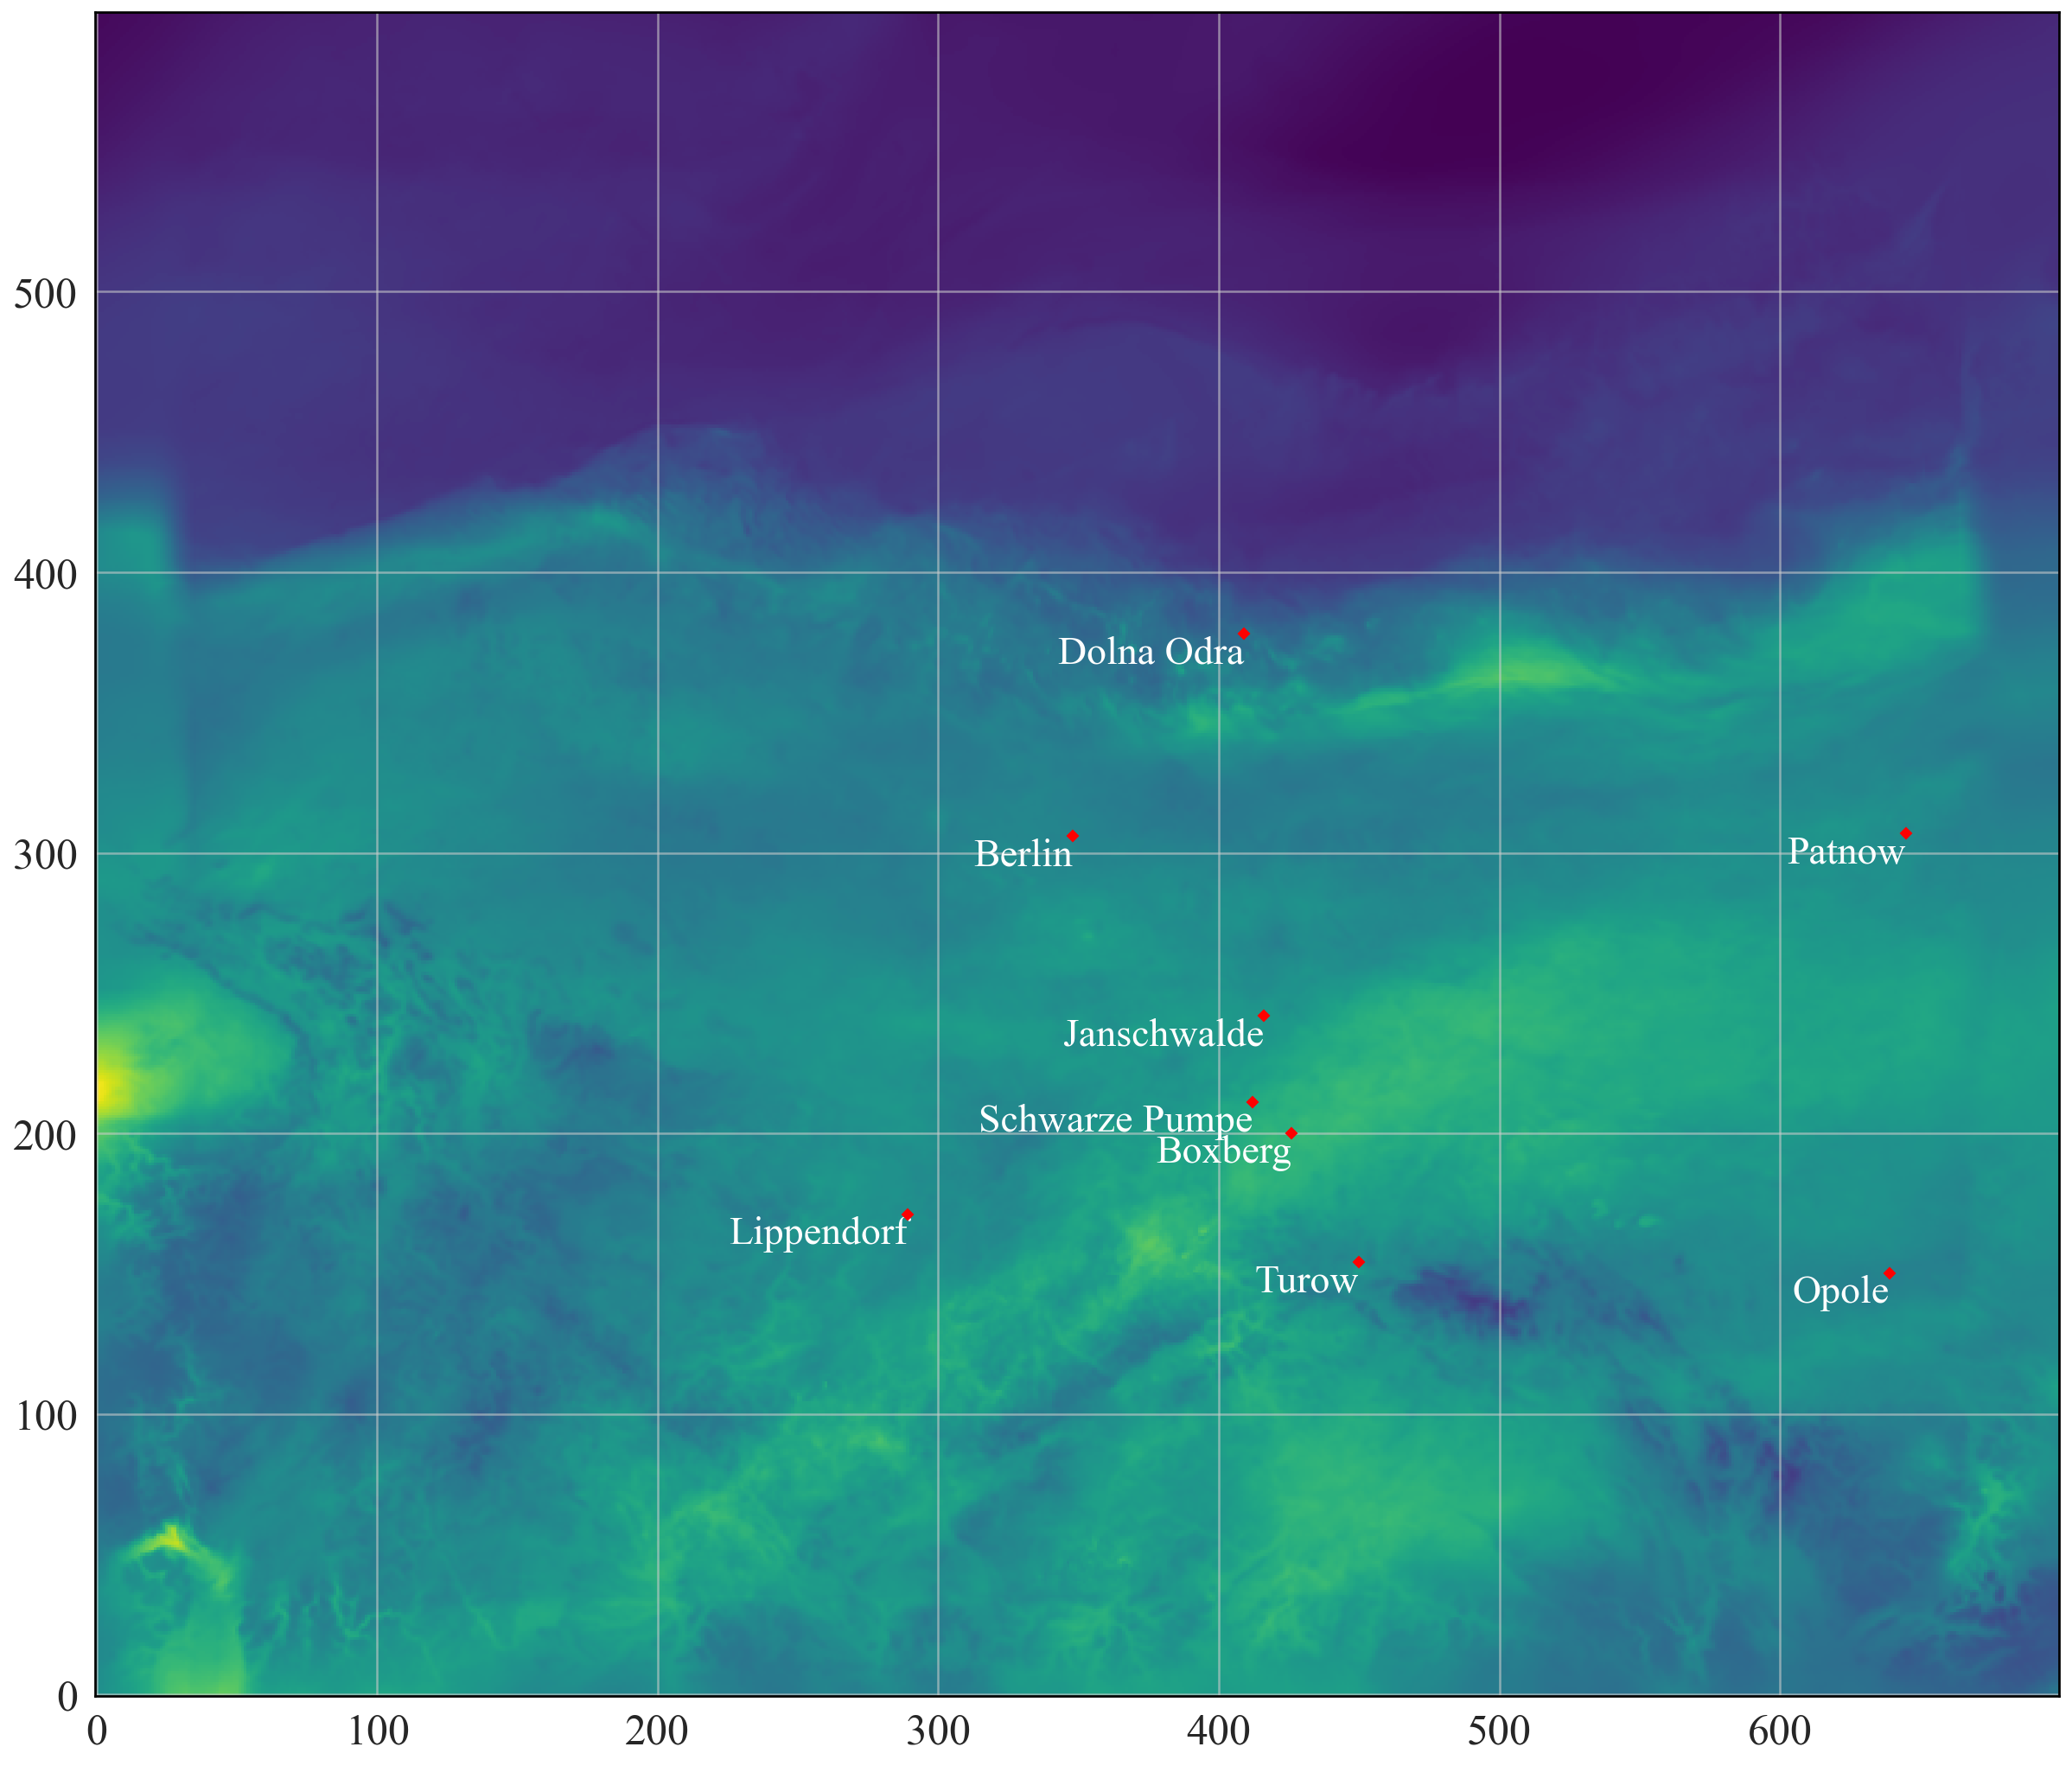 500
400
Dolna Odra
Berlin
Patnow
300
Janschwalde
Schwarze Pumpe
200
Boxberg
Lippendorf
Turow
Opole
100
0
0 100 200 300 400 500 600